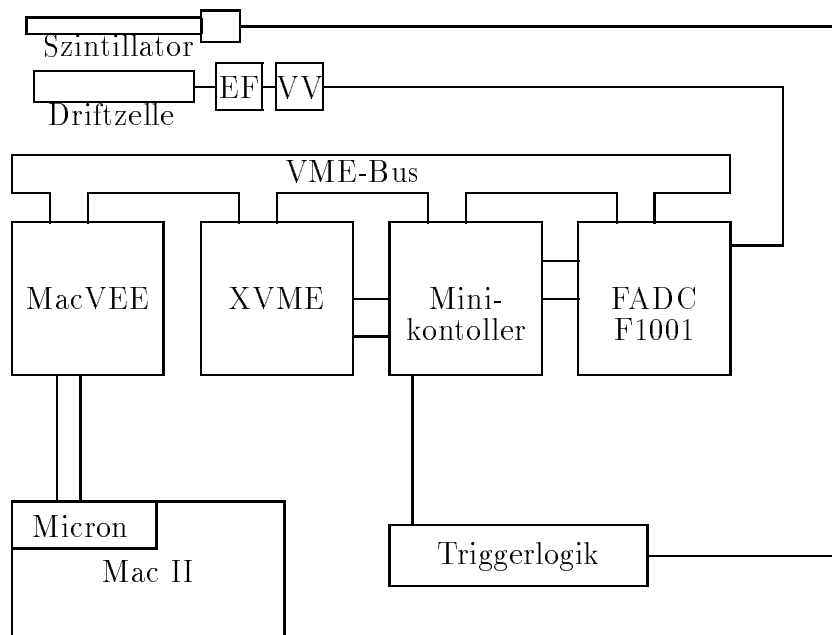 Szintillator
EF
VV
Driftzelle
VME-Bus
MacVEE
XVME
Mini-
kontoller
FADC
F1001
Micron
Mac II
Triggerlogik